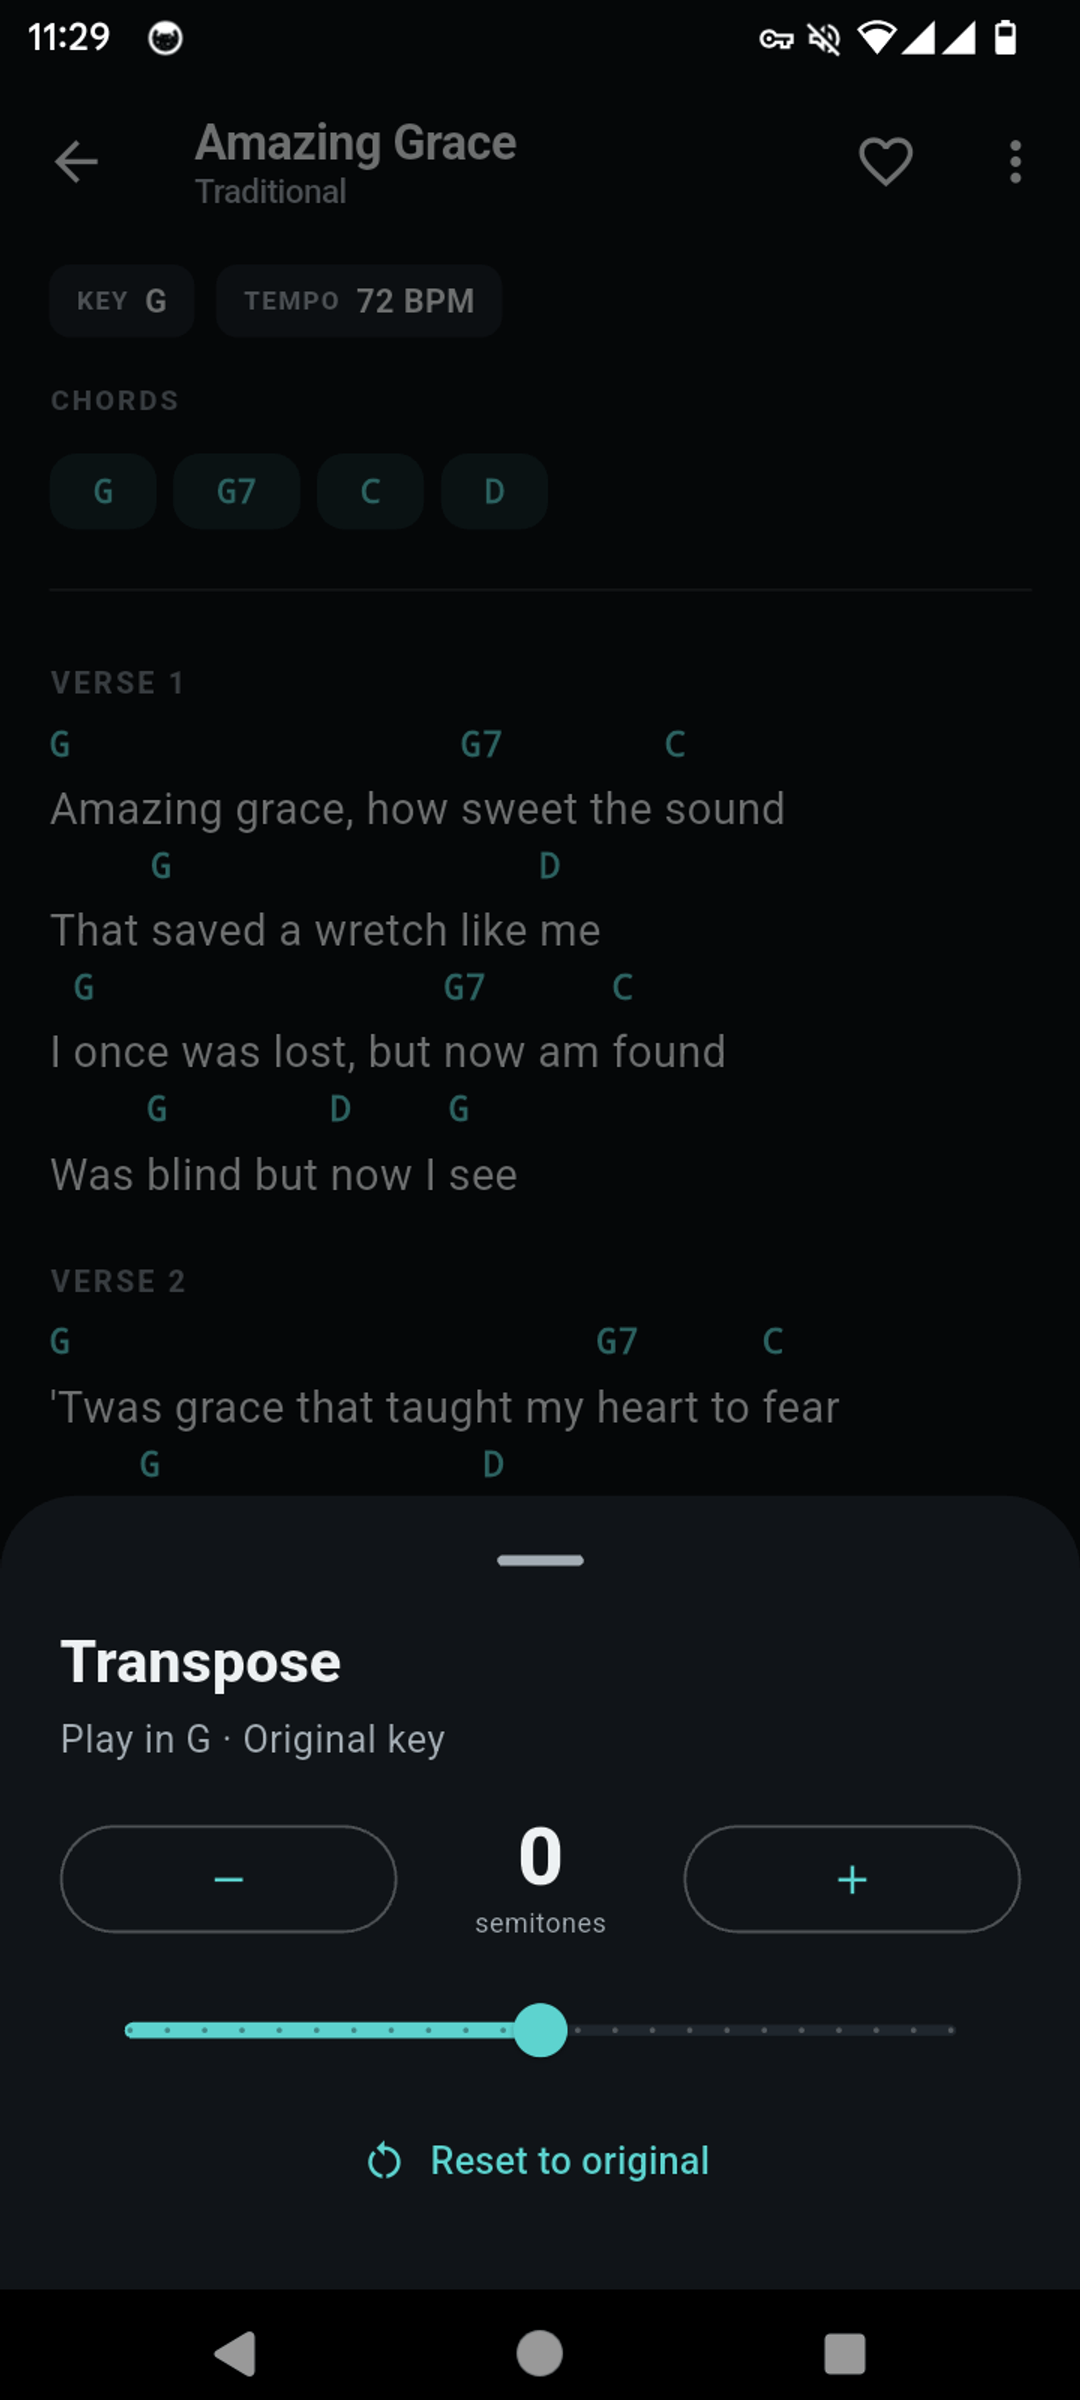 11:29
Amazing Grace
Traditional
KEY G TEMPO 72 BPM
CHORDS
G G7 C D
VERSE 1
G G7 C
Amazing grace, how sweet the sound
G D
That saved a wretch like me
G G7 C
I once was lost, but now am found
G D G
Was blind but now I see
VERSE 2
G G7 C
'Twas grace that taught my heart to fear
G D
Transpose
Play in G · Original key
− 0 +
semitones
Reset to original